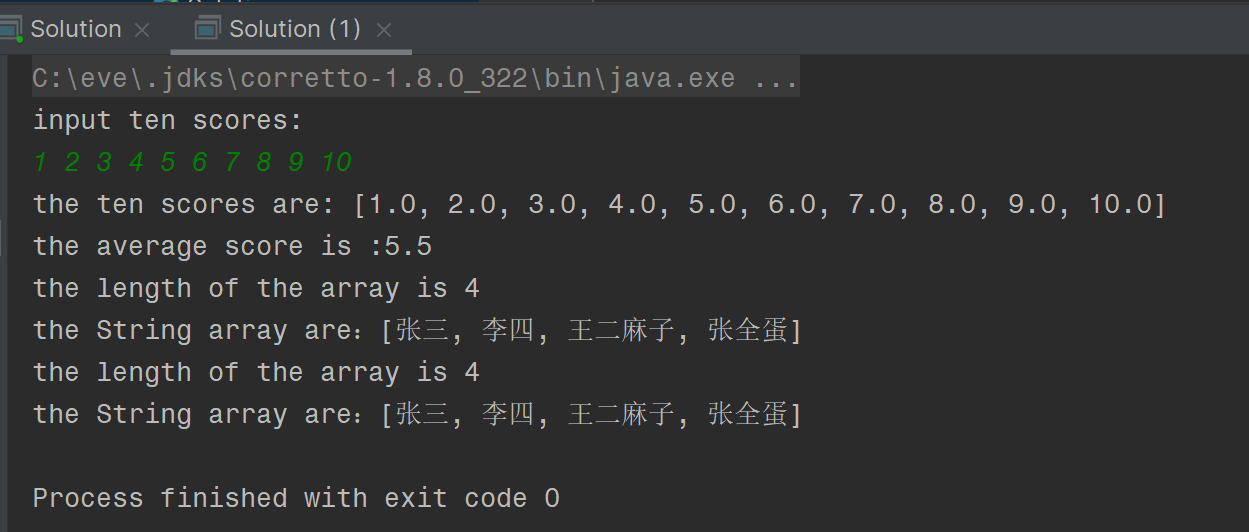 Solution × Solution (1) ×
C:\eve\.jdks\corretto-1.8.0_322\bin\java.exe ...
input ten scores:
1 2 3 4 5 6 7 8 9 10
the ten scores are: [1.0, 2.0, 3.0, 4.0, 5.0, 6.0, 7.0, 8.0, 9.0, 10.0]
the average score is :5.5
the length of the array is 4
the String array are：[张三, 李四, 王二麻子, 张全蛋]
the length of the array is 4
the String array are：[张三, 李四, 王二麻子, 张全蛋]
Process finished with exit code 0